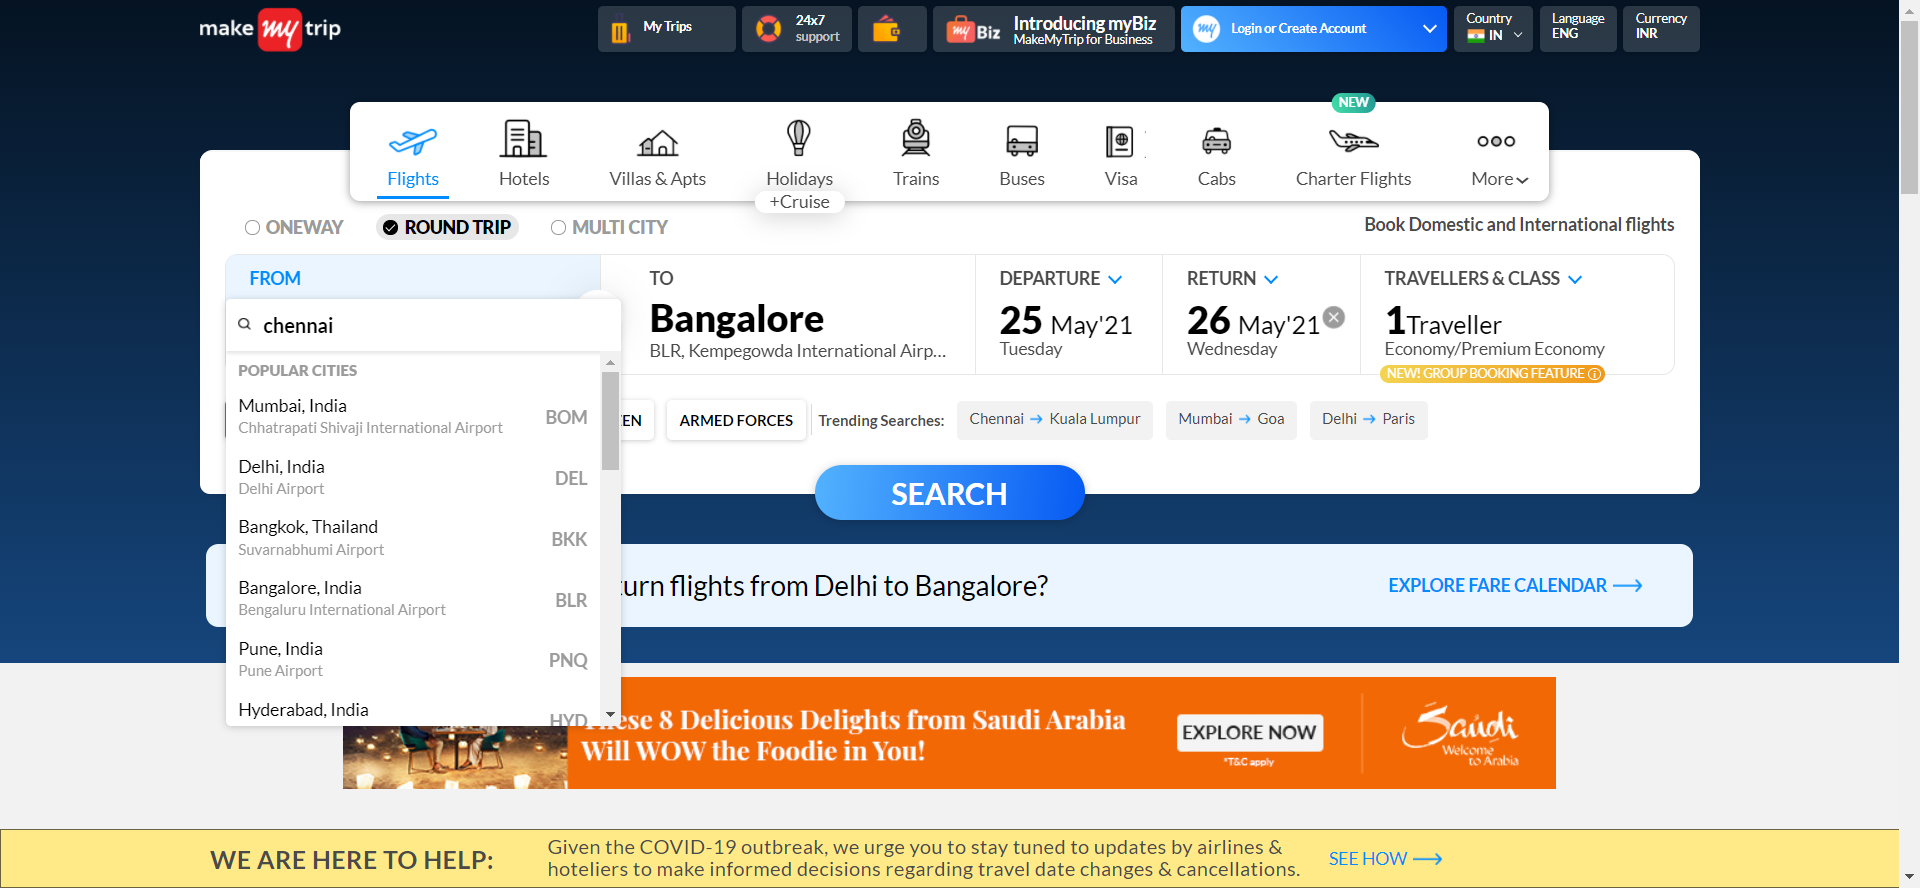 make my trip
My Trips
24x7
support
my Biz
Introducing myBiz
MakeMyTrip for Business
my
Login or Create Account
Country
IN
Language
ENG
Currency
INR
NEW
Flights
Hotels
Villas & Apts
Holidays
+Cruise
Trains
Buses
Visa
Cabs
Charter Flights
More
ONEWAY
ROUND TRIP
MULTI CITY
Book Domestic and International flights
FROM
chennai
TO
Bangalore
BLR, Kempegowda International Airp...
DEPARTURE
25 May'21
Tuesday
RETURN
26 May'21
Wednesday
TRAVELLERS & CLASS
1Traveller
Economy/Premium Economy
NEW! GROUP BOOKING FEATURE
POPULAR CITIES
Mumbai, India
Chhatrapati Shivaji International Airport
BOM
Delhi, India
Delhi Airport
DEL
Bangkok, Thailand
Suvarnabhumi Airport
BKK
Bangalore, India
Bengaluru International Airport
BLR
Pune, India
Pune Airport
PNQ
Hyderabad, India
HYD
EN
ARMED FORCES
Trending Searches:
Chennai → Kuala Lumpur
Mumbai → Goa
Delhi → Paris
SEARCH
urn flights from Delhi to Bangalore?
EXPLORE FARE CALENDAR
These 8 Delicious Delights from Saudi Arabia
Will WOW the Foodie in You!
EXPLORE NOW
*T&C apply
Saudi
Welcome
to Arabia
WE ARE HERE TO HELP:
Given the COVID-19 outbreak, we urge you to stay tuned to updates by airlines &
hoteliers to make informed decisions regarding travel date changes & cancellations.
SEE HOW